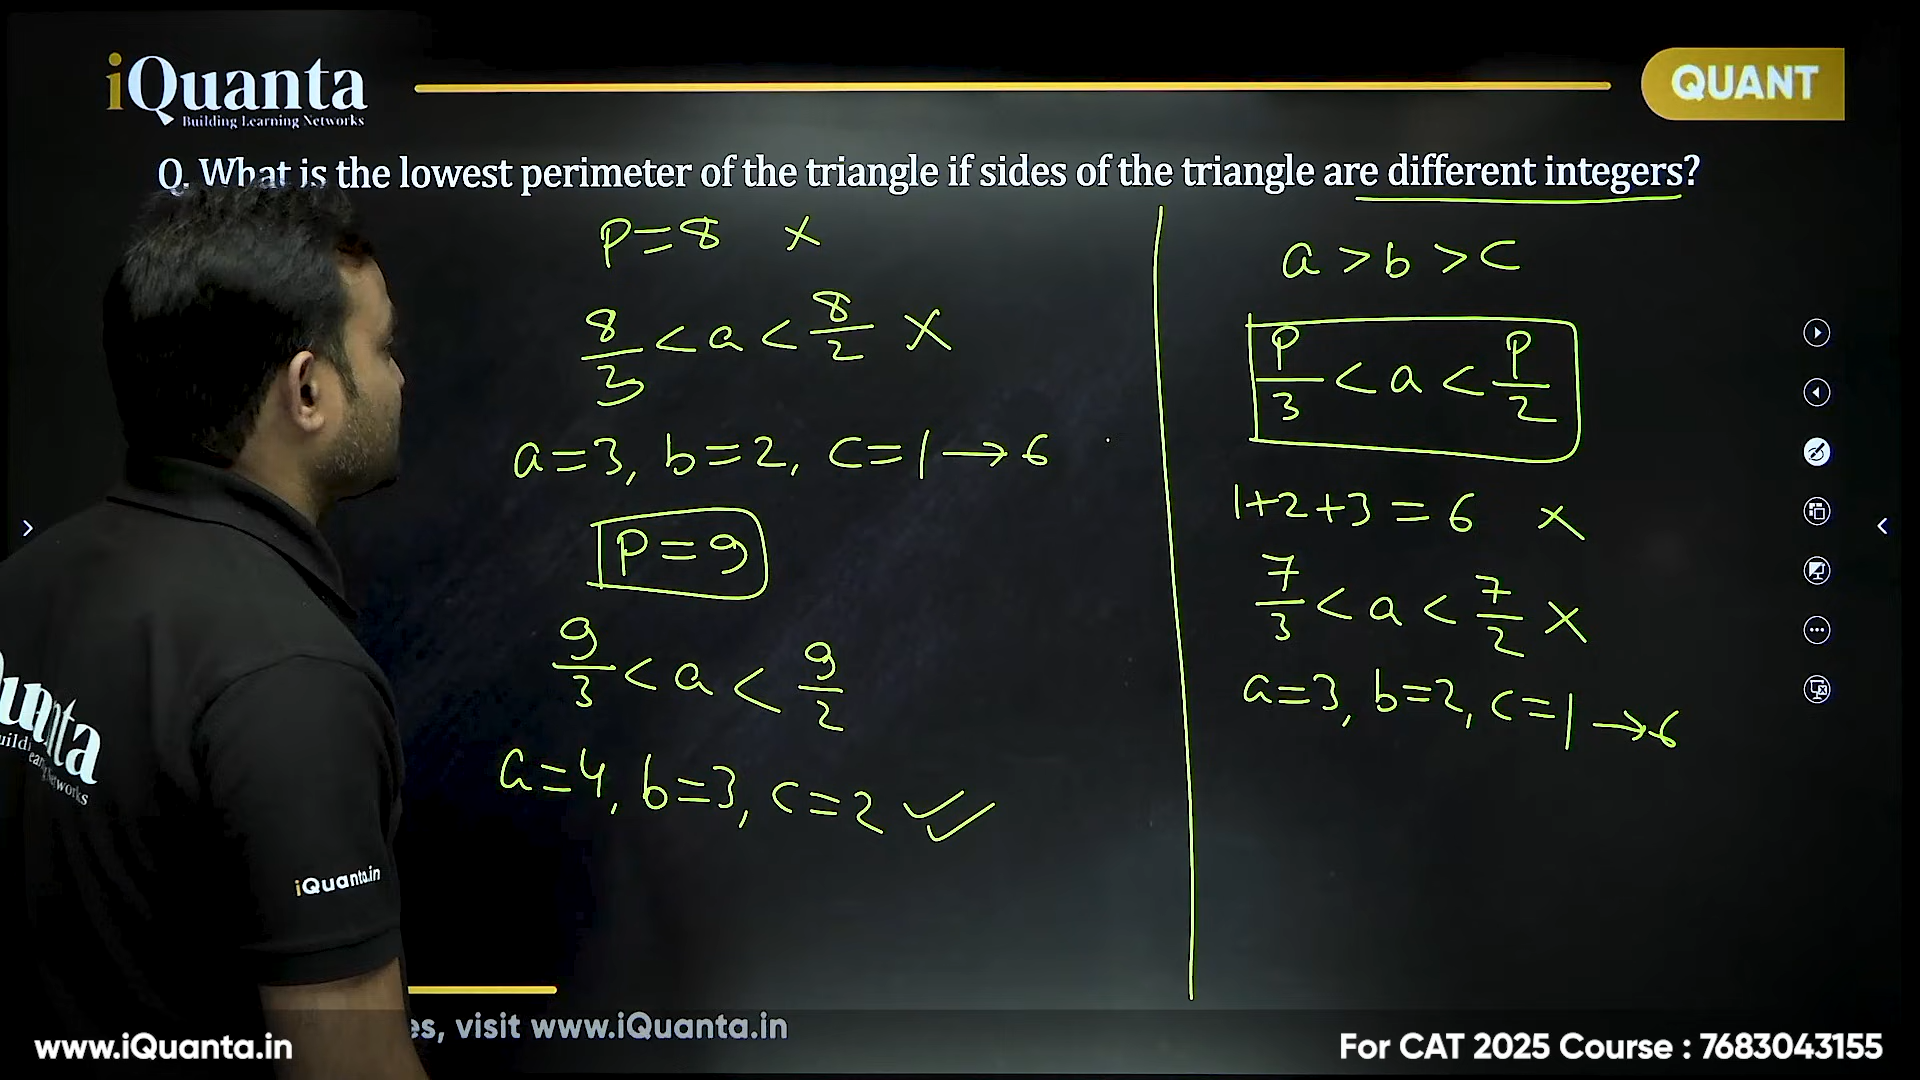 iQuanta
Building Learning Networks
QUANT
Q. What is the lowest perimeter of the triangle if sides of the triangle are different integers?
P=8 ×
8/3 < a < 8/2 ×
a=3, b=2, c=1 → 6
P=9
9/3 < a < 9/2
a=4, b=3, c=2 ✓✓
a > b > c
P/3 < a < P/2
1+2+3 = 6 ×
7/3 < a < 7/2 ×
a=3, b=2, c=1 → 6
iQuanta.in
visit www.iQuanta.in
www.iQuanta.in
For CAT 2025 Course : 7683043155